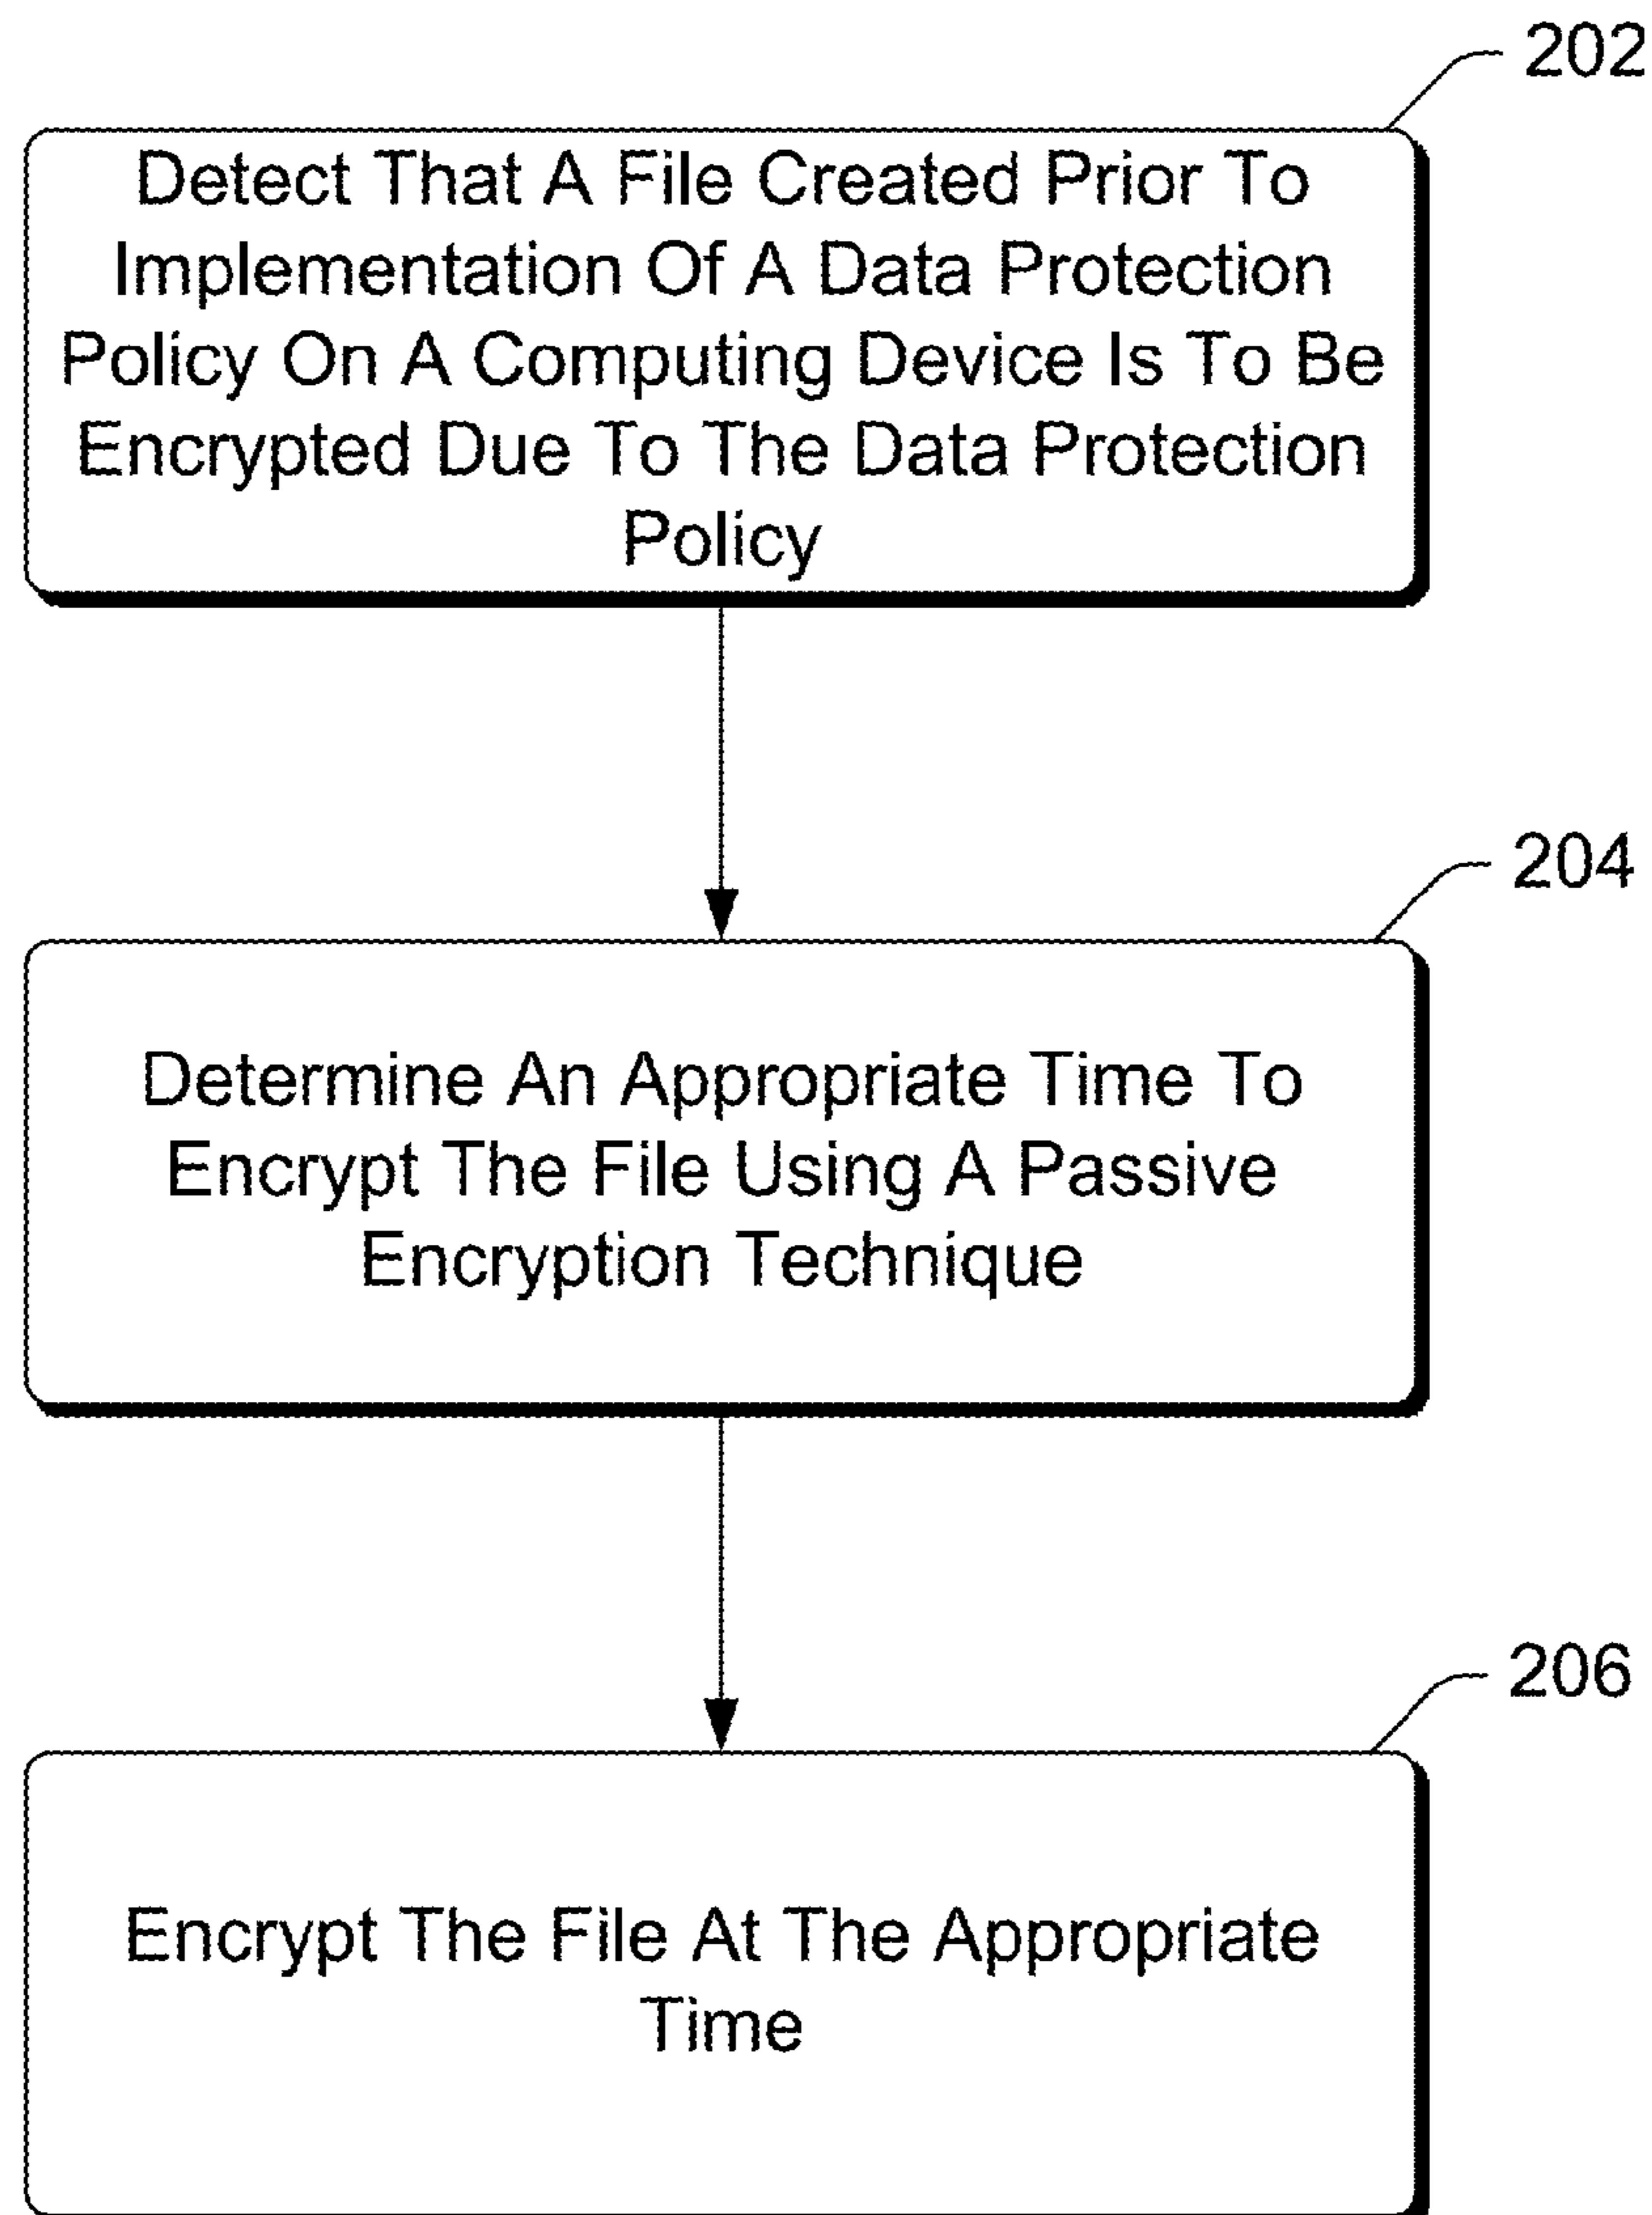 202
Detect That A File Created Prior To
Implementation Of A Data Protection
Policy On A Computing Device Is To Be
Encrypted Due To The Data Protection
Policy
204
Determine An Appropriate Time To
Encrypt The File Using A Passive
Encryption Technique
206
Encrypt The File At The Appropriate
Time